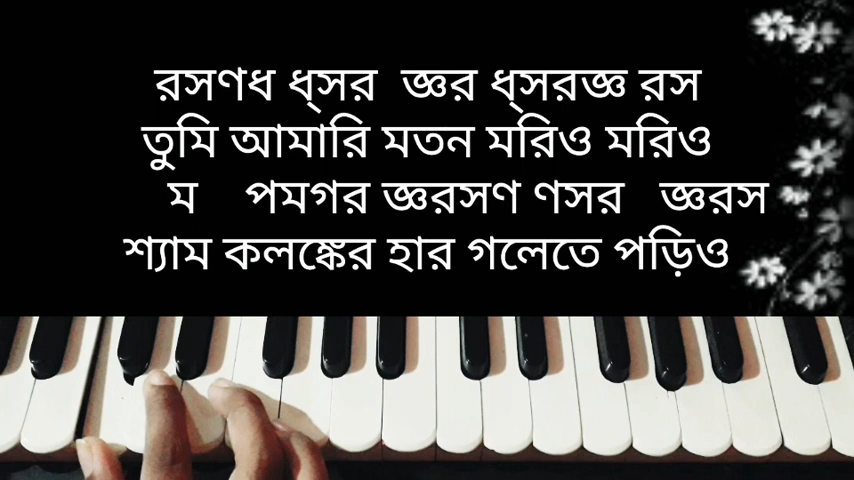 রসণধ ধ্সর জ্ঞর ধ্সরজ্ঞ রস
তুমি আমারি মতন মরিও মরিও
ম পমগর জ্ঞরসণ ণসর জ্ঞরস
শ্যাম কলঙ্কের হার গলেতে পড়িও